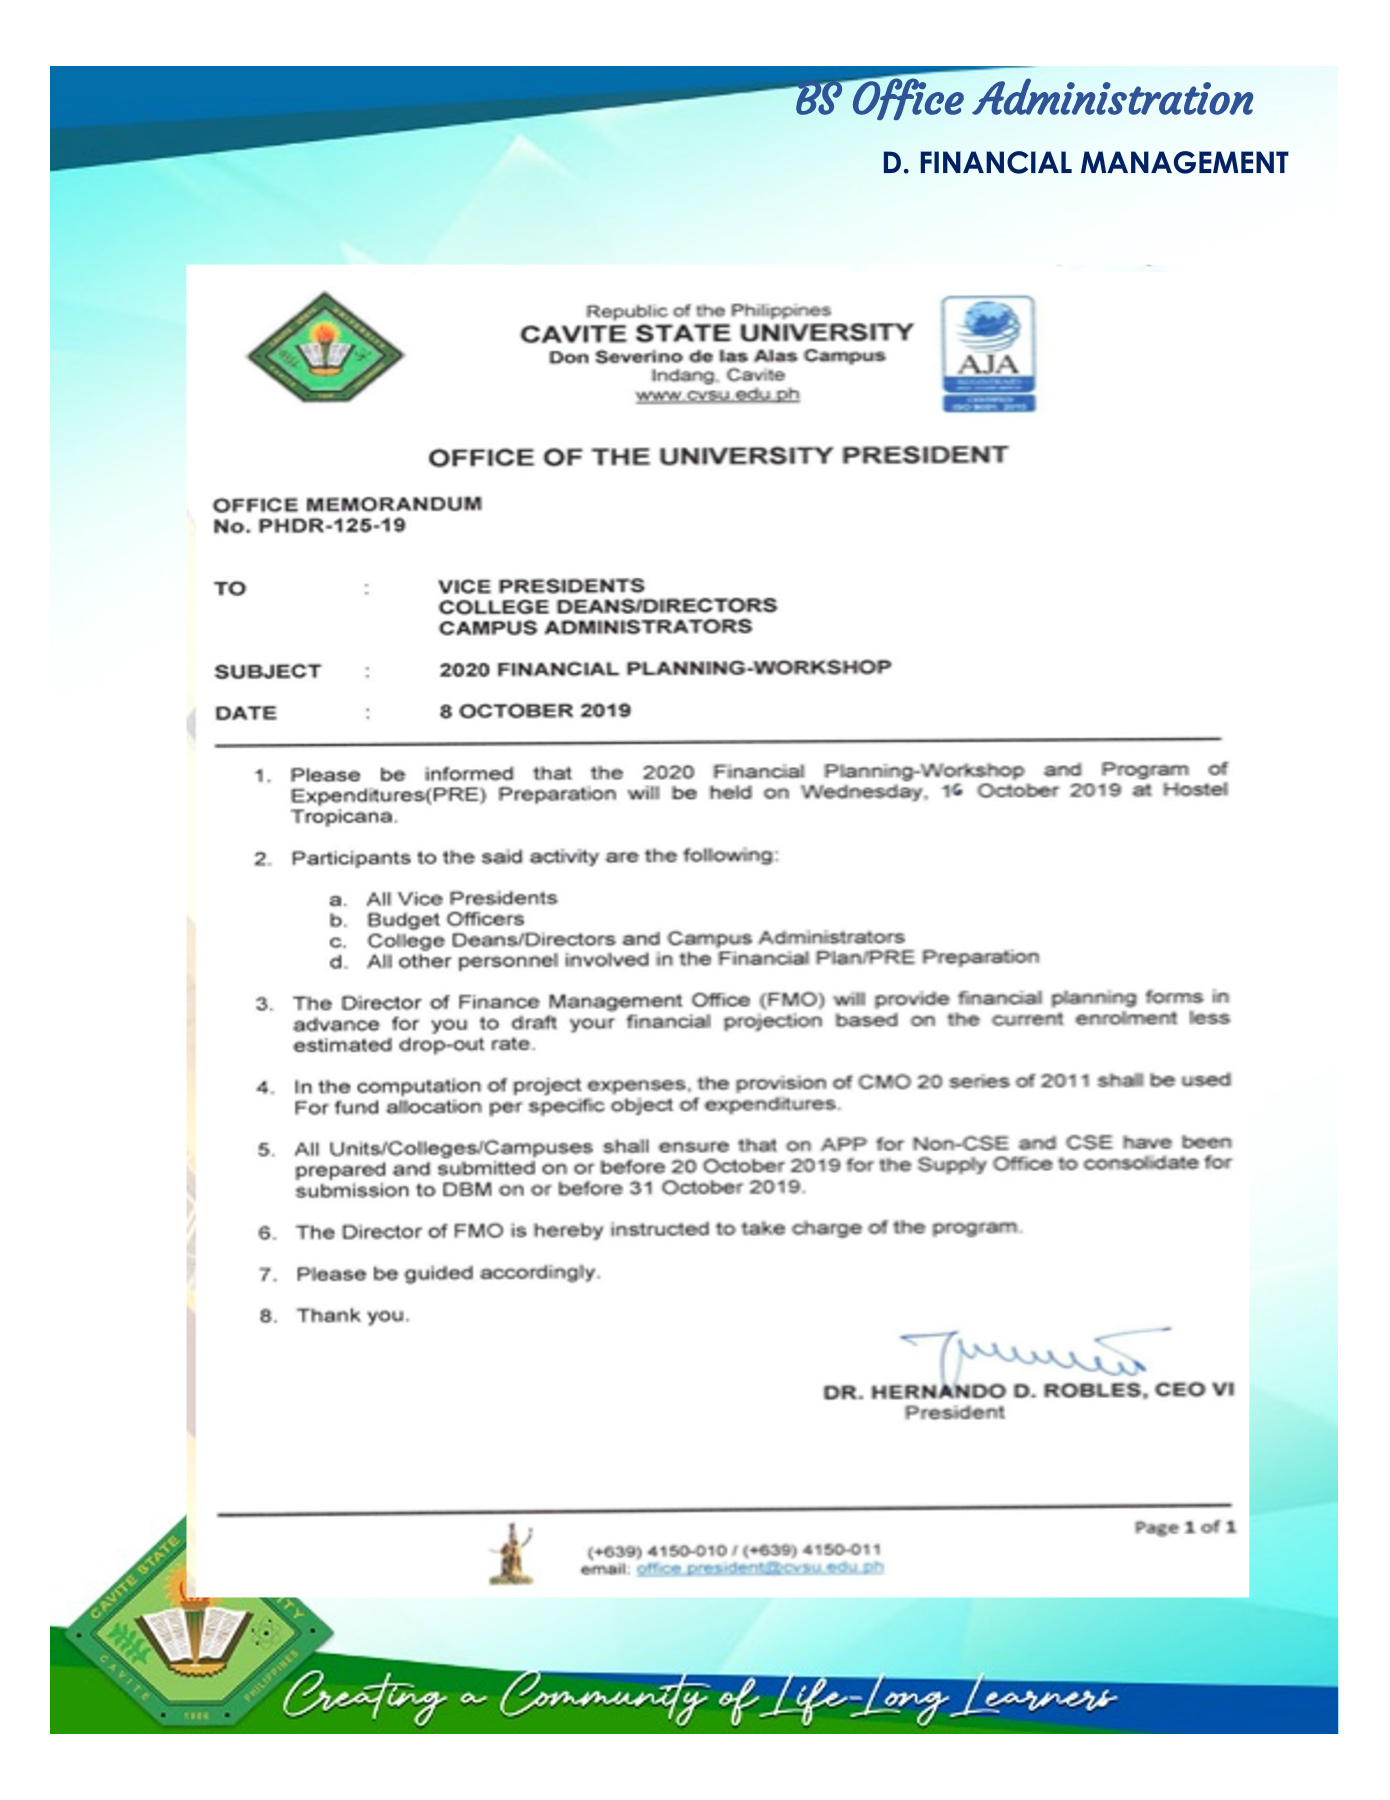 BS Office Administration
D. FINANCIAL MANAGEMENT
Republic of the Philippines
CAVITE STATE UNIVERSITY
Don Severino de las Alas Campus
Indang, Cavite
www.cvsu.edu.ph
AJA
REGISTRARS
CERTIFIED
ISO 9001: 2015
OFFICE OF THE UNIVERSITY PRESIDENT
OFFICE MEMORANDUM
No. PHDR-125-19
TO : VICE PRESIDENTS
COLLEGE DEANS/DIRECTORS
CAMPUS ADMINISTRATORS
SUBJECT : 2020 FINANCIAL PLANNING-WORKSHOP
DATE : 8 OCTOBER 2019
1. Please be informed that the 2020 Financial Planning-Workshop and Program of
Expenditures(PRE) Preparation will be held on Wednesday, 16 October 2019 at Hostel
Tropicana.
2. Participants to the said activity are the following:
a. All Vice Presidents
b. Budget Officers
c. College Deans/Directors and Campus Administrators
d. All other personnel involved in the Financial Plan/PRE Preparation
3. The Director of Finance Management Office (FMO) will provide financial planning forms in
advance for you to draft your financial projection based on the current enrolment less
estimated drop-out rate.
4. In the computation of project expenses, the provision of CMO 20 series of 2011 shall be used
For fund allocation per specific object of expenditures.
5. All Units/Colleges/Campuses shall ensure that on APP for Non-CSE and CSE have been
prepared and submitted on or before 20 October 2019 for the Supply Office to consolidate for
submission to DBM on or before 31 October 2019.
6. The Director of FMO is hereby instructed to take charge of the program.
7. Please be guided accordingly.
8. Thank you.
DR. HERNANDO D. ROBLES, CEO VI
President
Page 1 of 1
(+639) 4150-010 / (+639) 4150-011
email: office.president@cvsu.edu.ph
CAVITE STATE
CAVITE
PHILIPPINES
1906
Creating a Community of Life-Long Learners